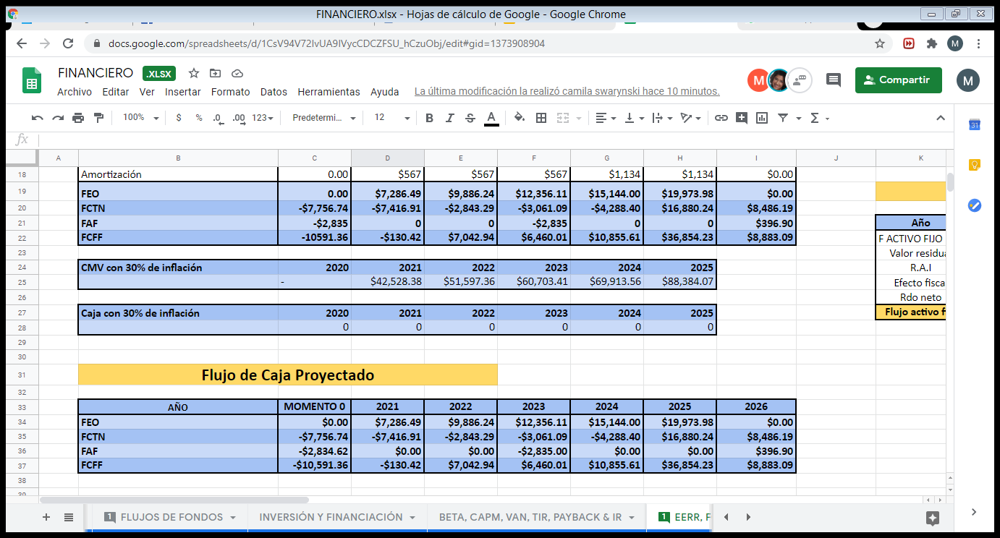 FINANCIERO.xlsx - Hojas de cálculo de Google - Google Chrome
docs.google.com/spreadsheets/d/1CsV94V72IvUA9IVycCDCZFSU_hCzuObj/edit#gid=1373908904
M
FINANCIERO .XLSX
Archivo Editar Ver Insertar Formato Datos Herramientas Ayuda La última modificación la realizó camila swarynski hace 10 minutos.
M Compartir M
100% $ % .0 .00 123 Predetermi... 12 B I S A Σ
31
fx
A B C D E F G H I J K
18 Amortización 0.00 $567 $567 $567 $1,134 $1,134 $0.00
19 FEO 0.00 $7,286.49 $9,886.24 $12,356.11 $15,144.00 $19,973.98 $0.00
20 FCTN -$7,756.74 -$7,416.91 -$2,843.29 -$3,061.09 -$4,288.40 $16,880.24 $8,486.19
21 FAF -$2,835 0 0 -$2,835 0 0 $396.90 Año
22 FCFF -10591.36 -$130.42 $7,042.94 $6,460.01 $10,855.61 $36,854.23 $8,883.09 F ACTIVO FIJO
23 Valor residua
24 CMV con 30% de inflación 2020 2021 2022 2023 2024 2025 R.A.I
25 - $42,528.38 $51,597.36 $60,703.41 $69,913.56 $88,384.07 Efecto fisca
26 Rdo neto
27 Caja con 30% de inflación 2020 2021 2022 2023 2024 2025 Flujo activo f
28 0 0 0 0 0 0
29
30
31 Flujo de Caja Proyectado
32
33 AÑO MOMENTO 0 2021 2022 2023 2024 2025 2026
34 FEO $0.00 $7,286.49 $9,886.24 $12,356.11 $15,144.00 $19,973.98 $0.00
35 FCTN -$7,756.74 -$7,416.91 -$2,843.29 -$3,061.09 -$4,288.40 $16,880.24 $8,486.19
36 FAF -$2,834.62 $0.00 $0.00 -$2,835.00 $0.00 $0.00 $396.90
37 FCFF -$10,591.36 -$130.42 $7,042.94 $6,460.01 $10,855.61 $36,854.23 $8,883.09
38
39
1 FLUJOS DE FONDOS INVERSIÓN Y FINANCIACIÓN BETA, CAPM, VAN, TIR, PAYBACK & IR 1 EERR, F